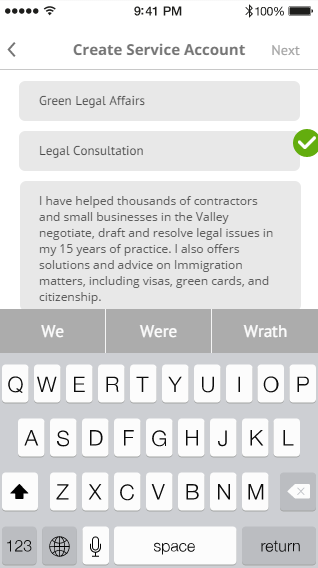 9:41 PM 100%
Create Service Account Next
Green Legal Affairs
Legal Consultation
I have helped thousands of contractors
and small businesses in the Valley
negotiate, draft and resolve legal issues in
my 15 years of practice. I also offers
solutions and advice on Immigration
matters, including visas, green cards, and
citizenship.
We Were Wrath
Q W E R T Y U I O P
A S D F G H J K L
Z X C V B N M
123 space return